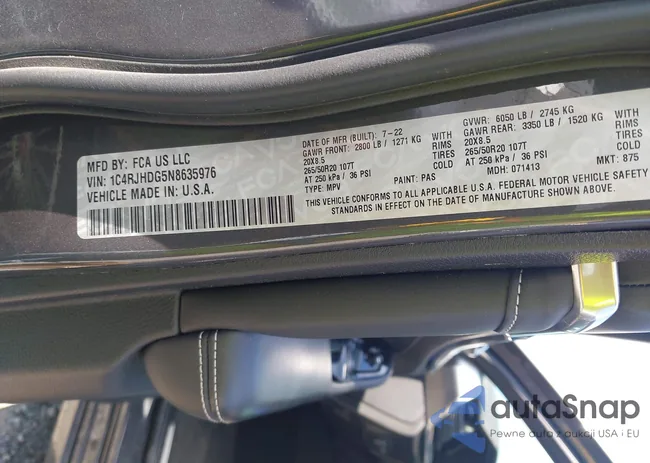 MFD BY: FCA US LLC
VIN: 1C4RJHDG5N8635976
VEHICLE MADE IN U.S.A.
DATE OF MFR (BUILT): 7-22
GAWR FRONT: 2800 LB / 1271 KG WITH
20X8.5 RIMS
265/50R20 107T TIRES
AT 250 kPa / 36 PSI COLD
TYPE: MPV PAINT: PAS
GVWR: 6050 LB / 2745 KG
GAWR REAR: 3350 LB / 1520 KG WITH
20X8.5 RIMS
265/50R20 107T TIRES
AT 250 kPa / 36 PSI COLD
MDH: 071413 MKT: 875
THIS VEHICLE CONFORMS TO ALL APPLICABLE U.S.A. FEDERAL MOTOR VEHICLE SAFETY
STANDARDS IN EFFECT ON THE DATE OF MANUFACTURE SHOWN ABOVE.
autoSnap
Pewne auta z aukcji USA i EU